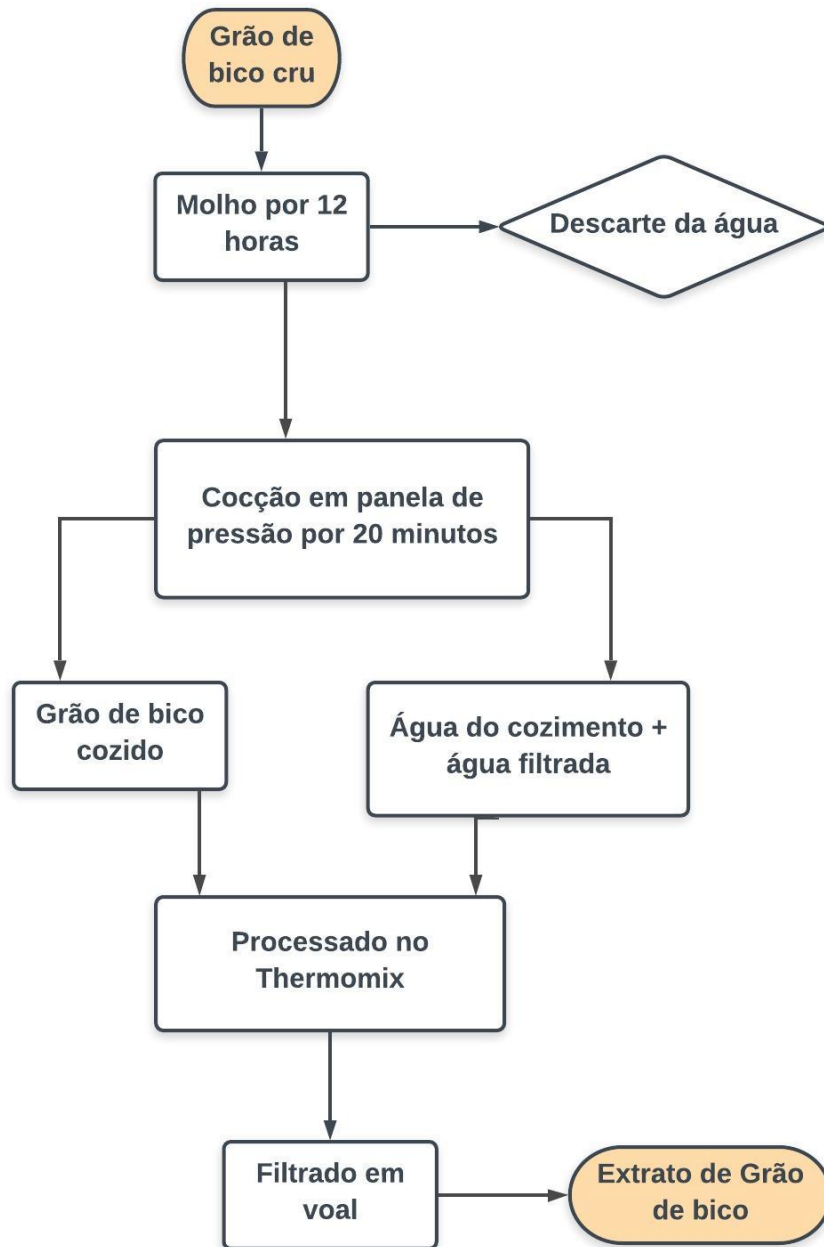 Grão de
bico cru
Molho por 12
horas
Descarte da água
Cocção em panela de
pressão por 20 minutos
Grão de bico
cozido
Água do cozimento +
água filtrada
Processado no
Thermomix
Filtrado em
voal
Extrato de Grão
de bico